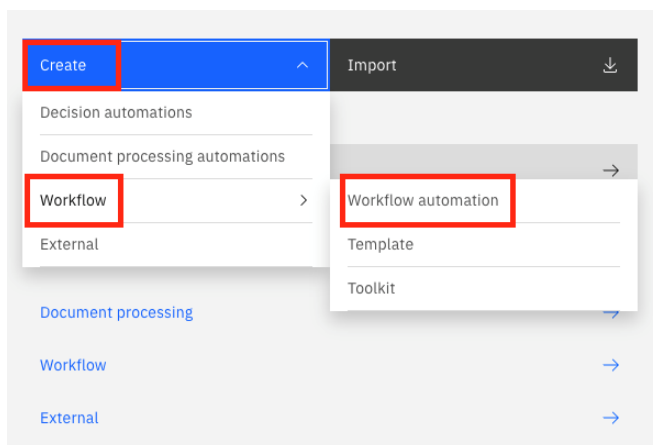 Create
Import
Decision automations
Document processing automations
Workflow
Workflow automation
External
Template
Toolkit
Document processing
Workflow
External